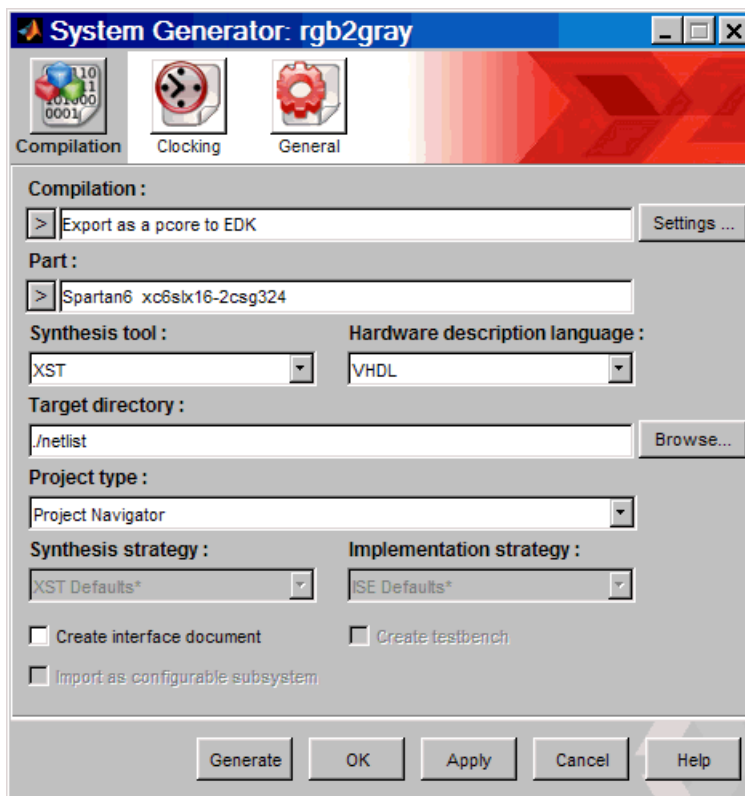 System Generator: rgb2gray
Compilation Clocking General
Compilation :
> Export as a pcore to EDK Settings ...
Part :
> Spartan6 xc6slx16-2csg324
Synthesis tool : Hardware description language :
XST VHDL
Target directory :
./netlist Browse...
Project type :
Project Navigator
Synthesis strategy : Implementation strategy :
XST Defaults* ISE Defaults*
Create interface document Create testbench
Import as configurable subsystem
Generate OK Apply Cancel Help